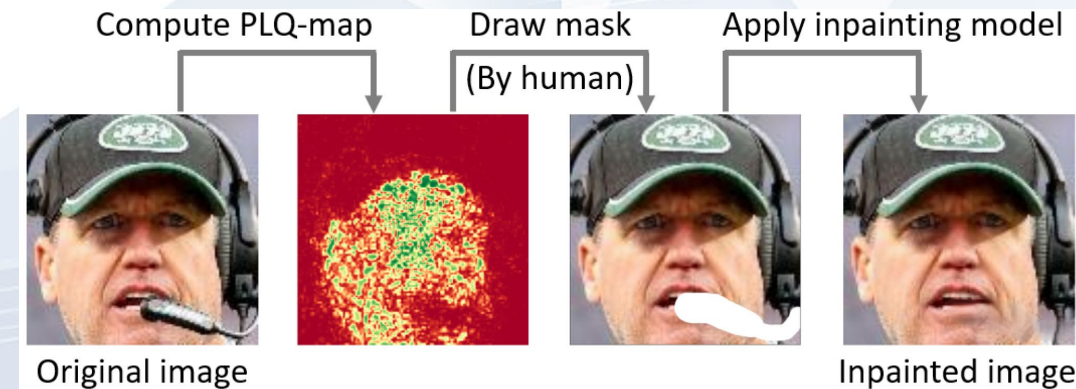 Compute PLQ-map
Draw mask
Apply inpainting model
(By human)
Original image
Inpainted image